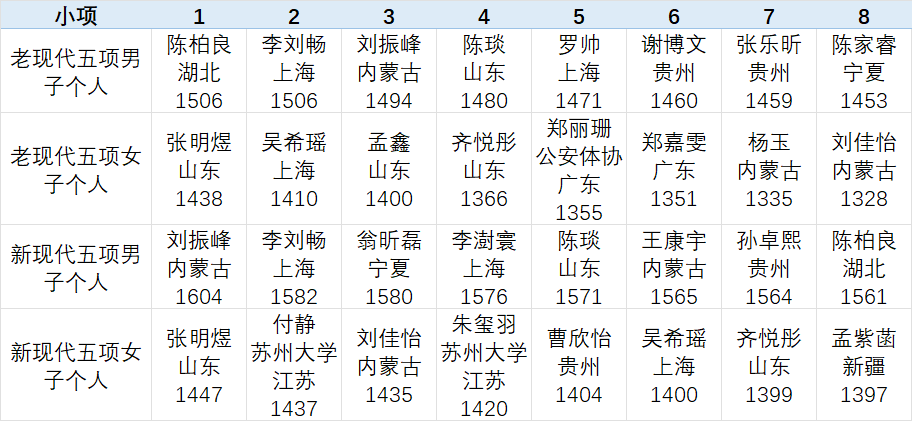 小项 1 2 3 4 5 6 7 8
老现代五项男
子个人
陈柏良
湖北
1506
李刘畅
上海
1506
刘振峰
内蒙古
1494
陈琰
山东
1480
罗帅
上海
1471
谢博文
贵州
1460
张乐昕
贵州
1459
陈家睿
宁夏
1453
老现代五项女
子个人
张明煜
山东
1438
吴希瑶
上海
1410
孟鑫
山东
1400
齐悦彤
山东
1366
郑丽珊
公安体协
广东
1355
郑嘉雯
广东
1351
杨玉
内蒙古
1335
刘佳怡
内蒙古
1328
新现代五项男
子个人
刘振峰
内蒙古
1604
李刘畅
上海
1582
翁昕磊
宁夏
1580
李澍寰
上海
1576
陈琰
山东
1571
王康宇
内蒙古
1565
孙卓熙
贵州
1564
陈柏良
湖北
1561
新现代五项女
子个人
张明煜
山东
1447
付静
苏州大学
江苏
1437
刘佳怡
内蒙古
1435
朱玺羽
苏州大学
江苏
1420
曹欣怡
贵州
1404
吴希瑶
上海
1400
齐悦彤
山东
1399
孟紫菡
新疆
1397